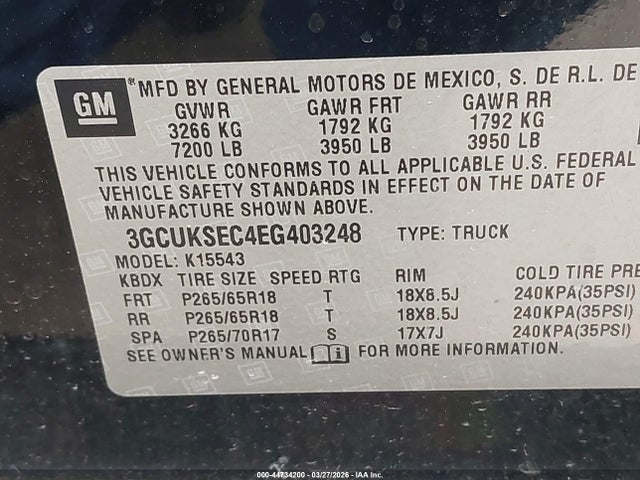 GM ® MFD BY GENERAL MOTORS DE MEXICO, S. DE R.L. DE
GVWR GAWR FRT GAWR RR
3266 KG 1792 KG 1792 KG
7200 LB 3950 LB 3950 LB
THIS VEHICLE CONFORMS TO ALL APPLICABLE U.S. FEDERAL
VEHICLE SAFETY STANDARDS IN EFFECT ON THE DATE OF
MANUFACTURE SHOWN ABOVE.
3GCUKSEC4EG403248 TYPE: TRUCK
MODEL: K15543
KBDX TIRE SIZE SPEED RTG RIM COLD TIRE PRE
FRT P265/65R18 T 18X8.5J 240KPA(35PSI)
RR P265/65R18 T 18X8.5J 240KPA(35PSI)
SPA P265/70R17 S 17X7J 240KPA(35PSI)
SEE OWNER'S MANUAL i FOR MORE INFORMATION.
000-44734200 - 03/27/2026 - IAA Inc.